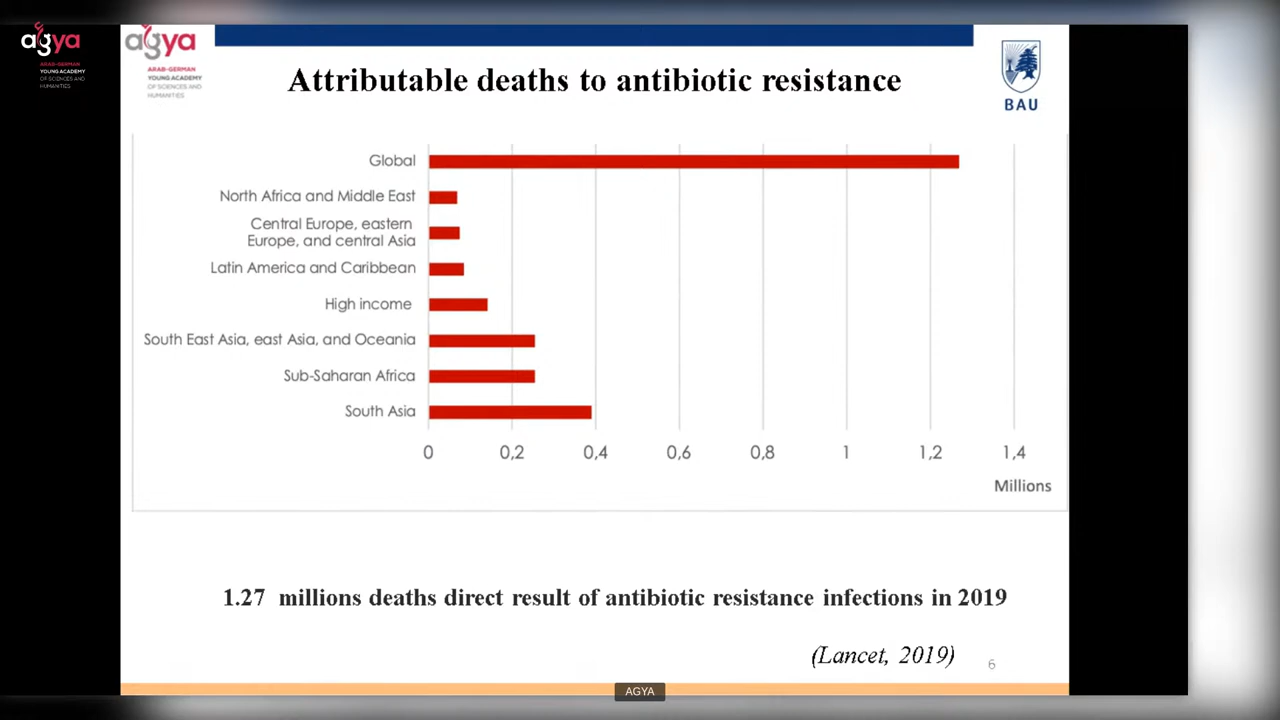 agya
ARAB-GERMAN
YOUNG ACADEMY
OF SCIENCES AND
HUMANITIES
agya
ARAB-GERMAN
YOUNG ACADEMY
OF SCIENCES AND
HUMANITIES
BAU
Attributable deaths to antibiotic resistance
Global
North Africa and Middle East
Central Europe, eastern
Europe, and central Asia
Latin America and Caribbean
High income
South East Asia, east Asia, and Oceania
Sub-Saharan Africa
South Asia
0 0,2 0,4 0,6 0,8 1 1,2 1,4
Millions
1.27 millions deaths direct result of antibiotic resistance infections in 2019
(Lancet, 2019)
6
AGYA